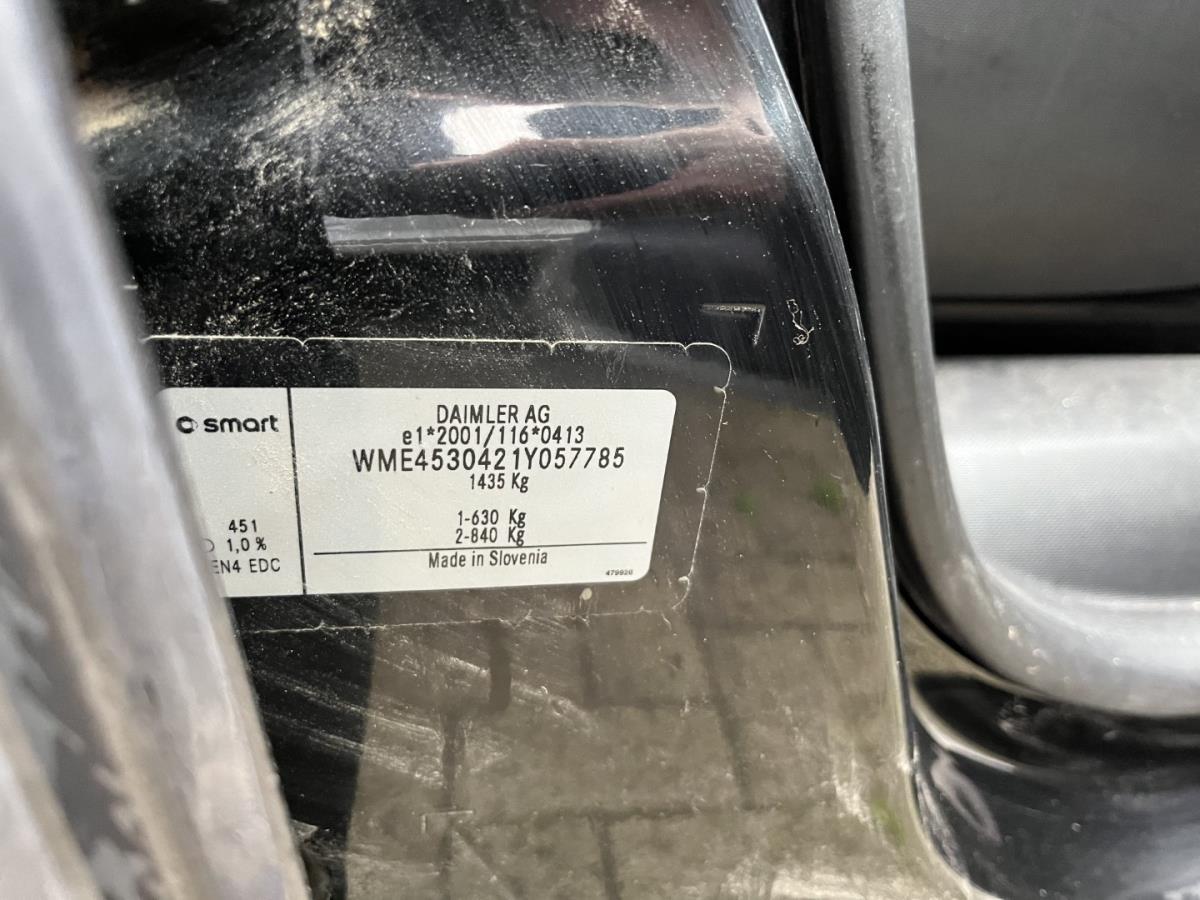 smart
451
1,0 %
EN4 EDC
DAIMLER AG
e1*2001/116*0413
WME4530421Y057785
1435 Kg
1-630 Kg
2-840 Kg
Made in Slovenia
479926